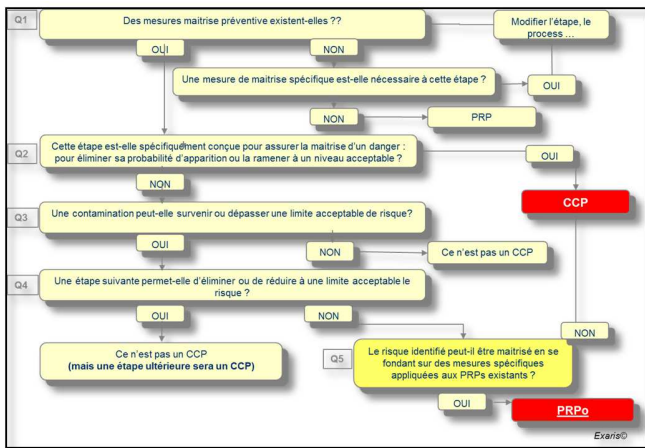 Q1
Des mesures maitrise préventive existent-elles ??
Modifier l'étape, le
process ...
OUI
NON
Une mesure de maitrise spécifique est-elle nécessaire à cette étape ?
OUI
NON
PRP
Q2
Cette étape est-elle spécifiquement conçue pour assurer la maitrise d'un danger :
pour éliminer sa probabilité d'apparition ou la ramener à un niveau acceptable ?
OUI
NON
CCP
Q3
Une contamination peut-elle survenir ou dépasser une limite acceptable de risque?
OUI
NON
Ce n'est pas un CCP
Q4
Une étape suivante permet-elle d'éliminer ou de réduire à une limite acceptable le
risque ?
OUI
NON
NON
Ce n'est pas un CCP
(mais une étape ultérieure sera un CCP)
Q5
Le risque identifié peut-il être maitrisé en se
fondant sur des mesures spécifiques
appliquées aux PRPs existants ?
OUI
PRPo
Exaris©